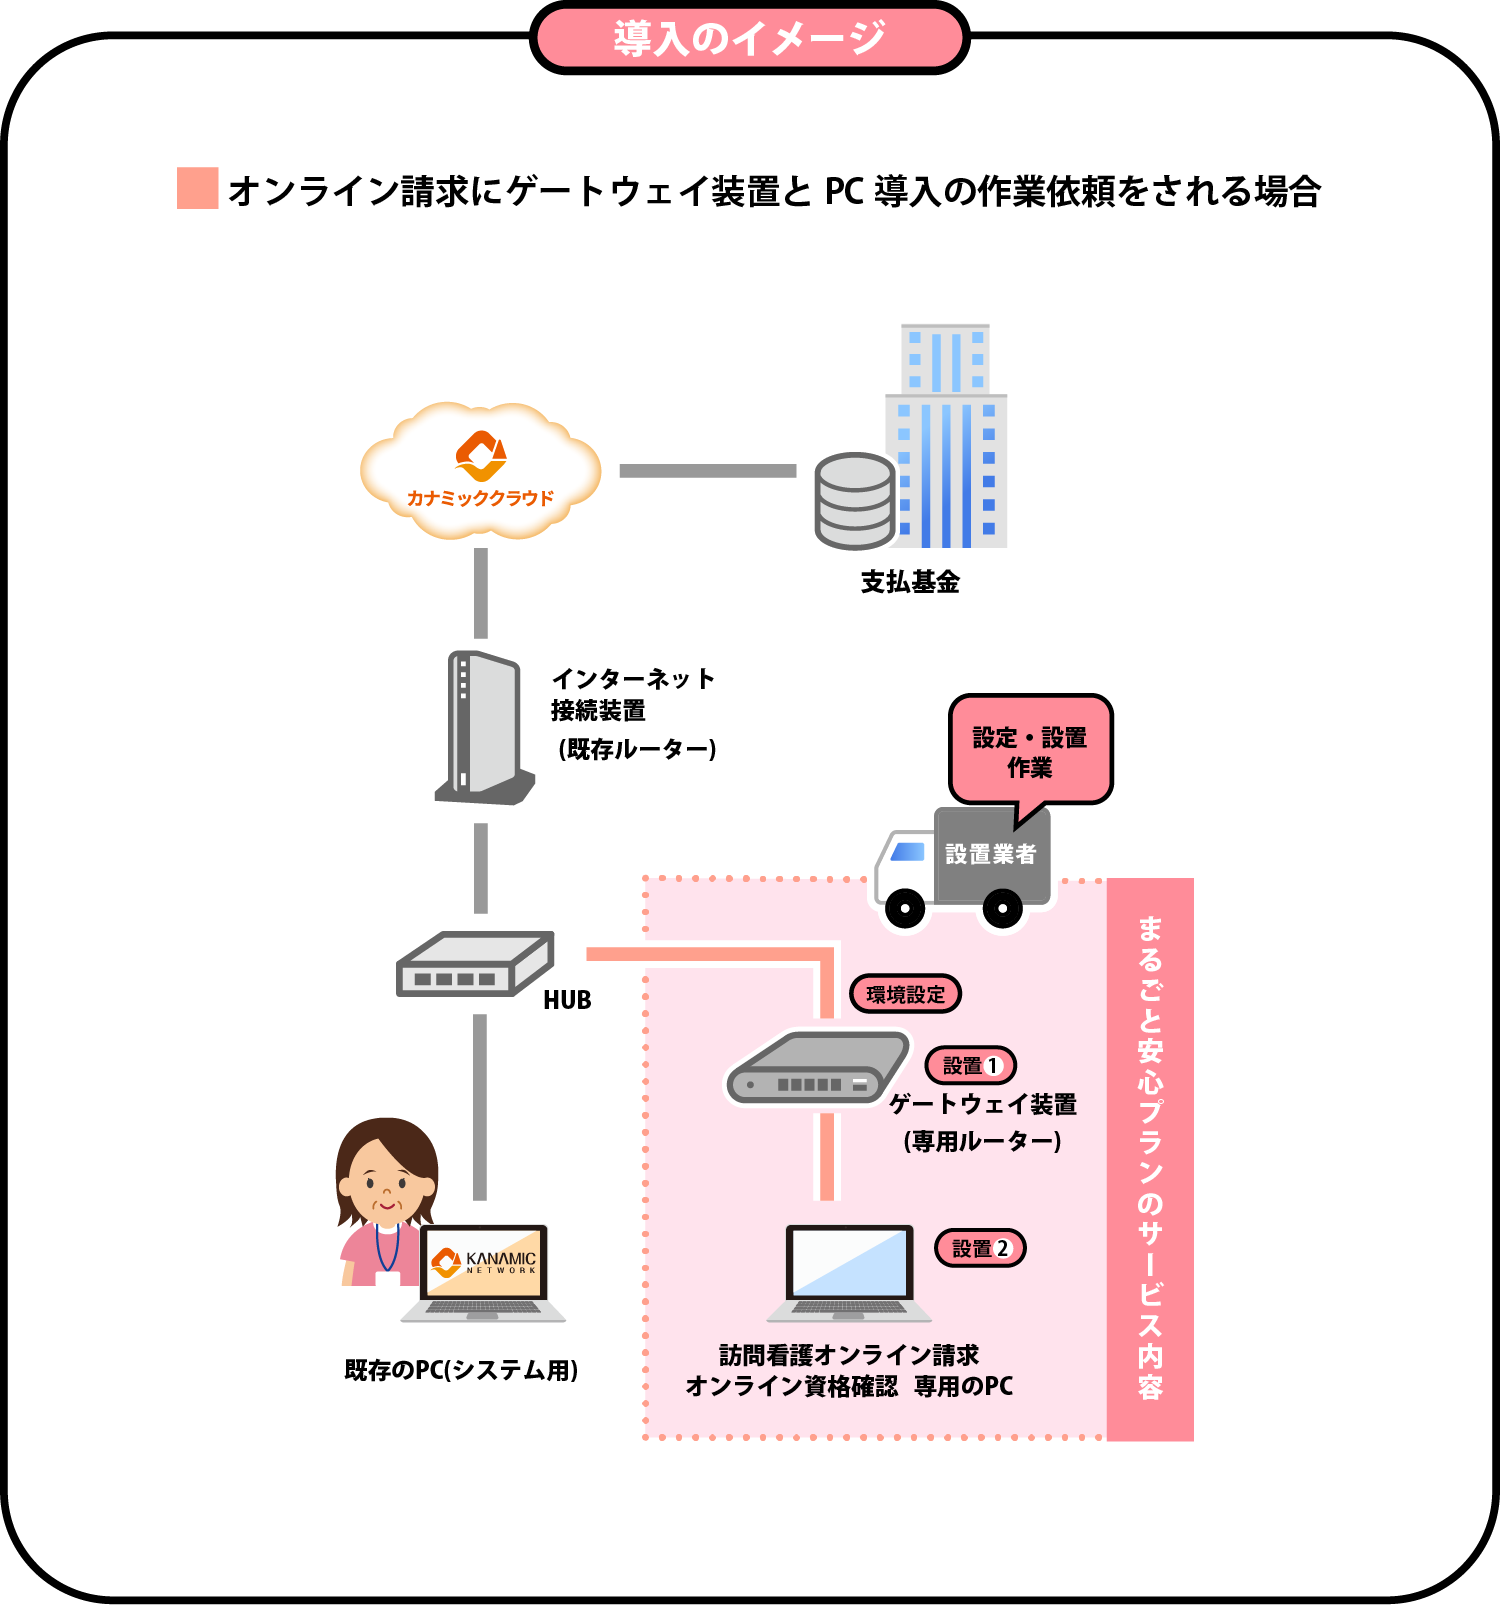 導入のイメージ
オンライン請求にゲートウェイ装置と PC 導入の作業依頼をされる場合
カナミッククラウド
支払基金
インターネット
接続装置
(既存ルーター)
設定・設置
作業
設置業者
まるごと安心プランのサービス内容
HUB
環境設定
設置1
ゲートウェイ装置
(専用ルーター)
KANAMIC
NETWORK
設置2
既存のPC(システム用)
訪問看護オンライン請求
オンライン資格確認 専用のPC